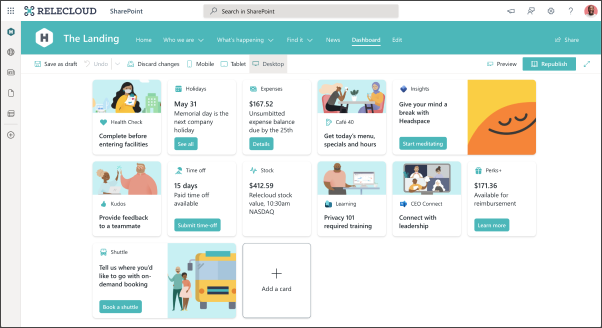 RELECLOUD SharePoint
Search in SharePoint
?
H The Landing Home Who we are What's happening Find it News Dashboard Edit Share
Save as draft Undo Discard changes Mobile Tablet Desktop Preview Republish
Health Check
Complete before
entering facilities
Holidays
May 31
Memorial day is the
next company
holiday
See all
Expenses
$167.52
Unsumbitted
expense balance
due by the 25th
Details
Café 40
Get today's menu,
specials and hours
Insights
Give your mind a
break with
Headspace
Start meditating
Kudos
Provide feedback
to a teammate
Time off
15 days
Paid time off
available
Submit time-off
Stock
$412.59
Relecloud stock
value, 10:30am
NASDAQ
Learning
Privacy 101
required training
CEO Connect
Connect with
leadership
Perks+
$171.36
Available for
reimbursement
Learn more
Shuttle
Tell us where you'd
like to go with on-
demand booking
Book a shuttle
Add a card